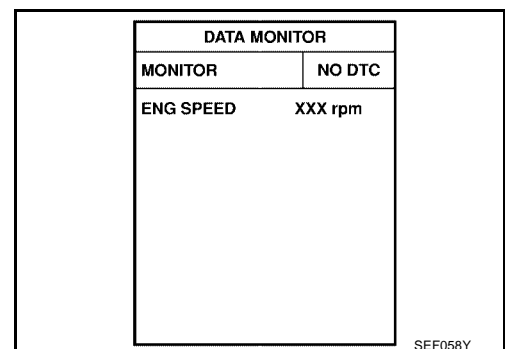 DATA MONITOR
MONITOR NO DTC
ENG SPEED XXX rpm
SEF058Y